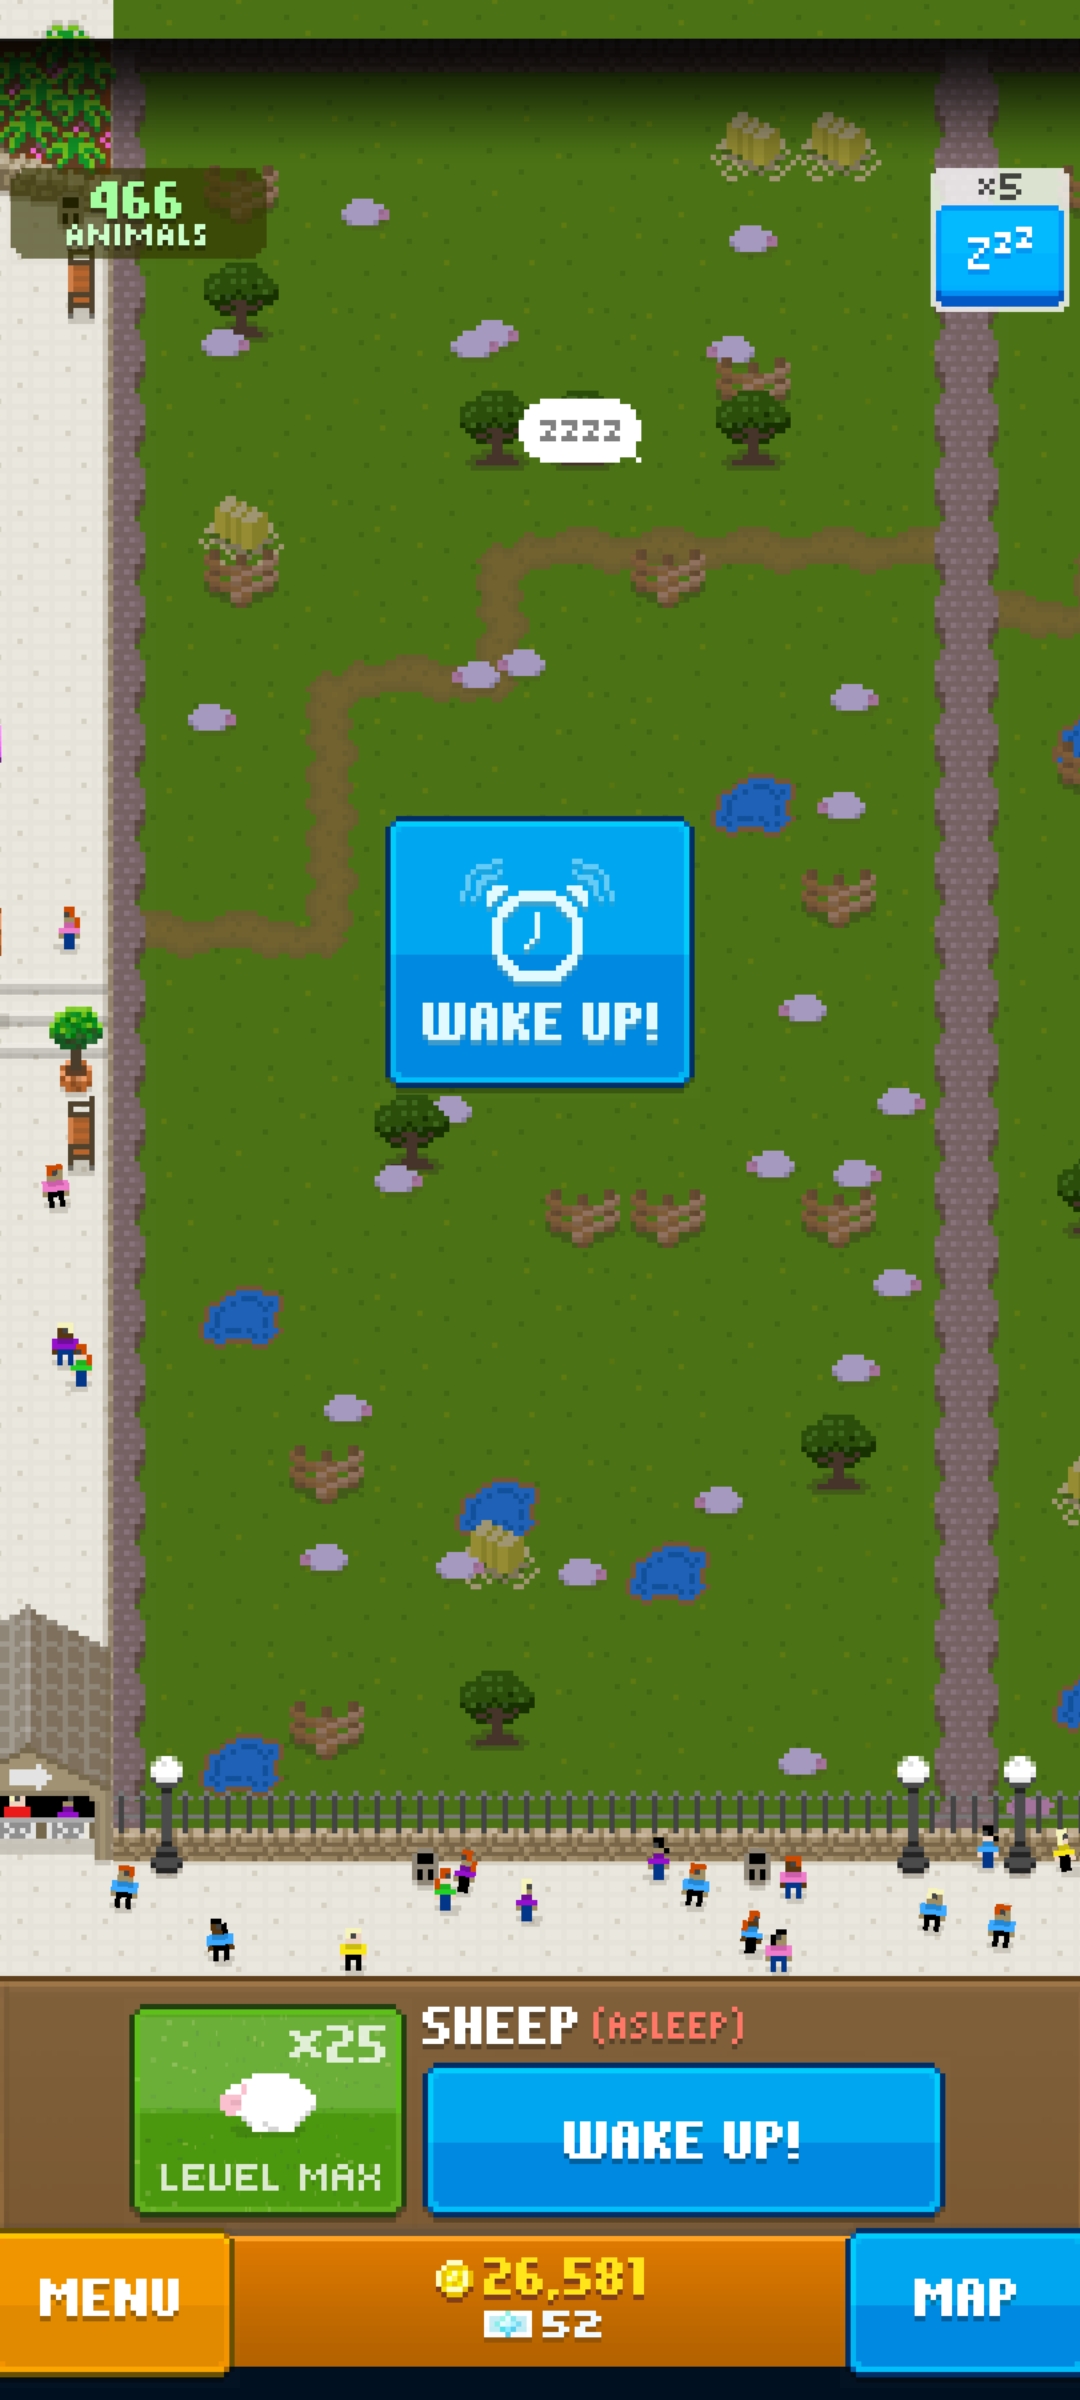 466
ANIMALS
x5
zzz
zzzz
WAKE UP!
x25
LEVEL MAX
SHEEP (ASLEEP)
WAKE UP!
MENU
26,581
52
MAP